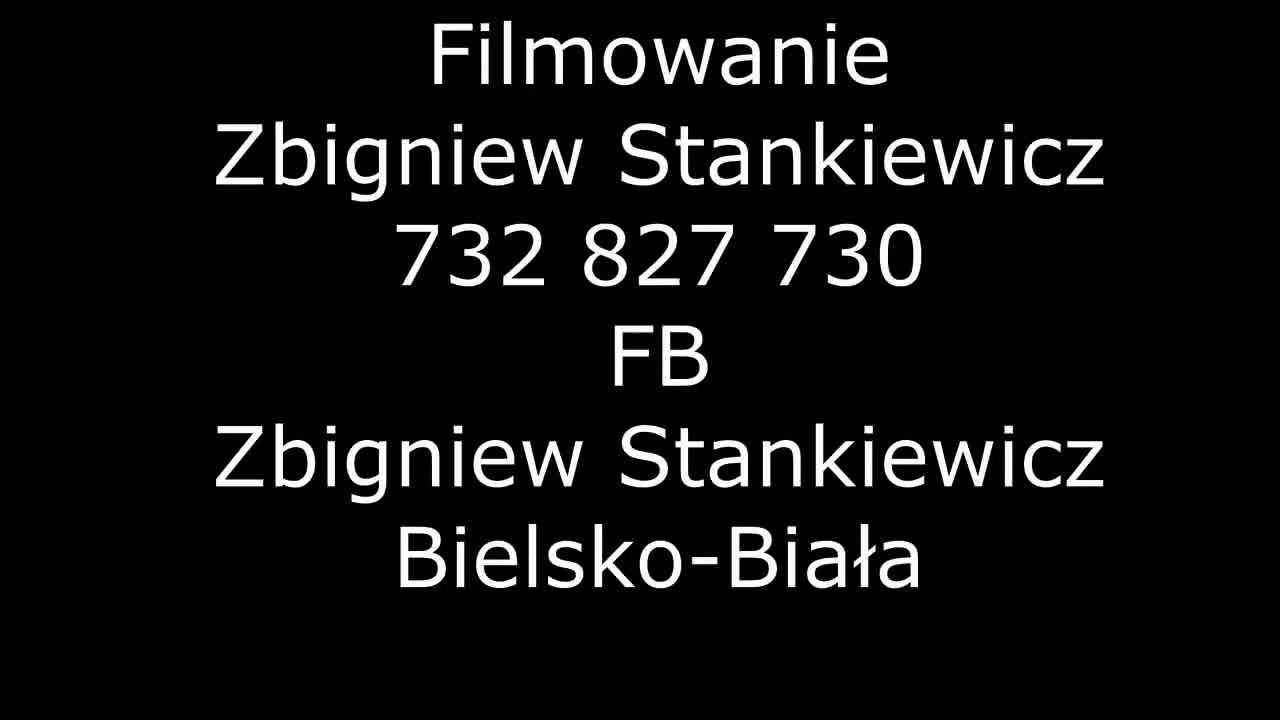 Filmowanie
Zbigniew Stankiewicz
732 827 730
FB
Zbigniew Stankiewicz
Bielsko-Biała